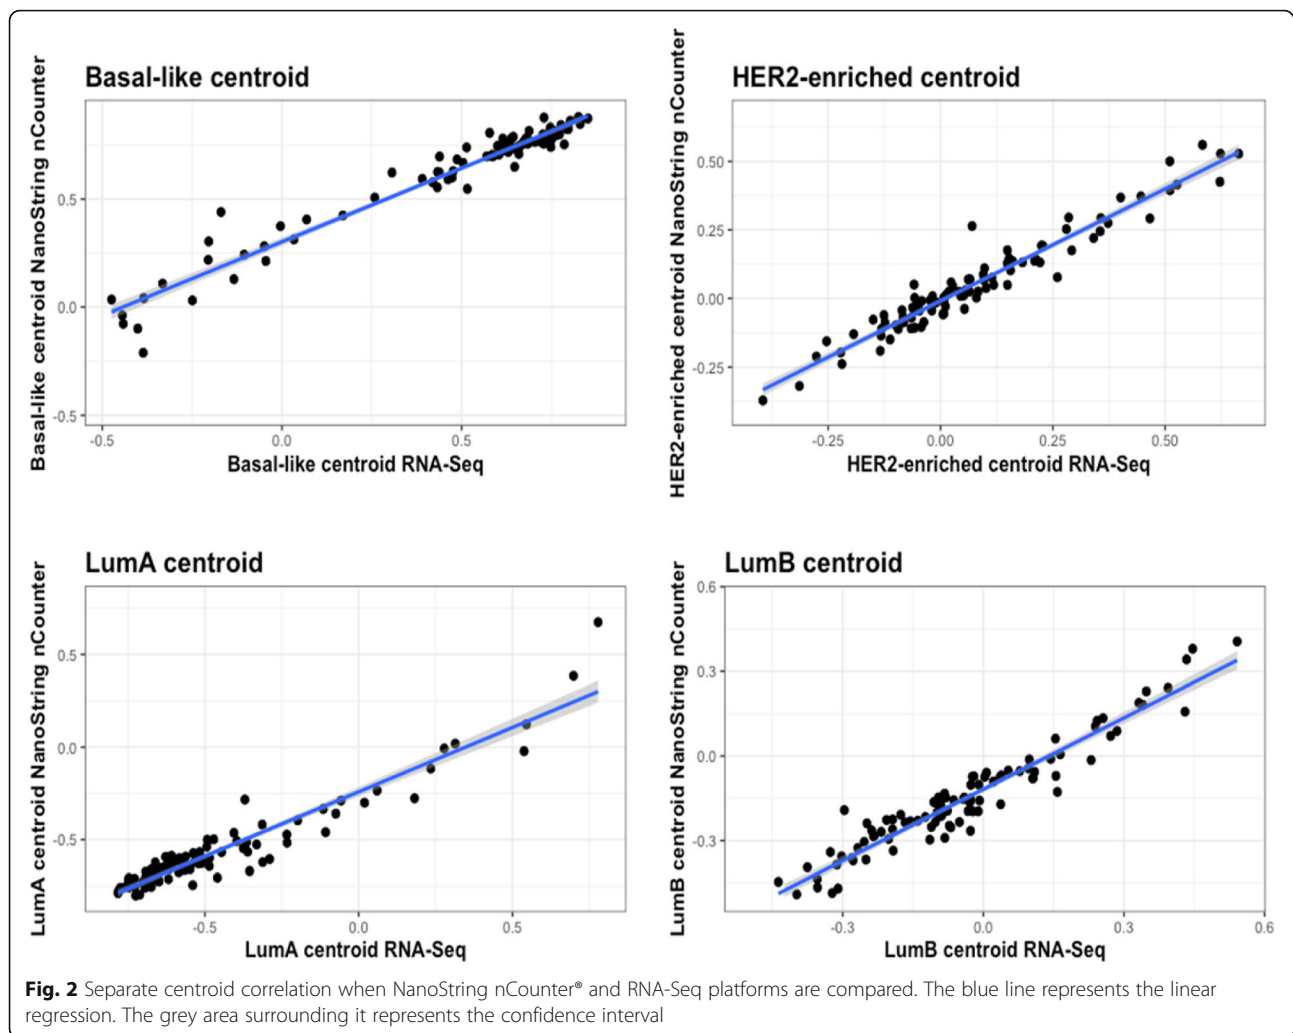 Basal-like centroid
Basal-like centroid NanoString nCounter
0.5
0.0
-0.5
-0.5
0.0
0.5
Basal-like centroid RNA-Seq
HER2-enriched centroid
HER2-enriched centroid NanoString nCounter
0.50
0.25
0.00
-0.25
-0.25
0.00
0.25
0.50
HER2-enriched centroid RNA-Seq
LumA centroid
LumA centroid NanoString nCounter
0.5
0.0
-0.5
-0.5
0.0
0.5
LumA centroid RNA-Seq
LumB centroid
LumB centroid NanoString nCounter
0.6
0.3
0.0
-0.3
-0.3
0.0
0.3
0.6
LumB centroid RNA-Seq
Fig. 2 Separate centroid correlation when NanoString nCounter® and RNA-Seq platforms are compared. The blue line represents the linear
regression. The grey area surrounding it represents the confidence interval